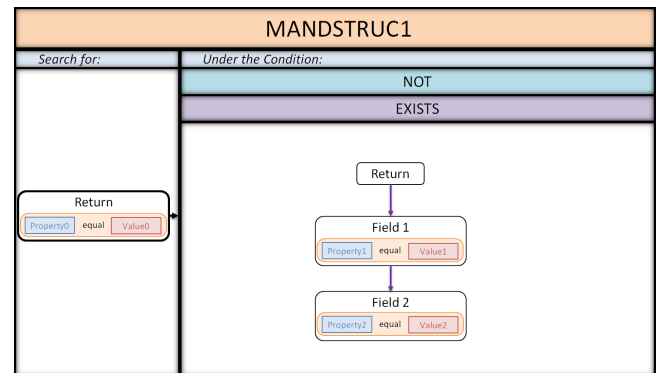 MANDSTRUC1
Search for:
Under the Condition:
NOT
EXISTS
Return
Return
Property0 equal Value0
Field 1
Property1 equal Value1
Field 2
Property2 equal Value2